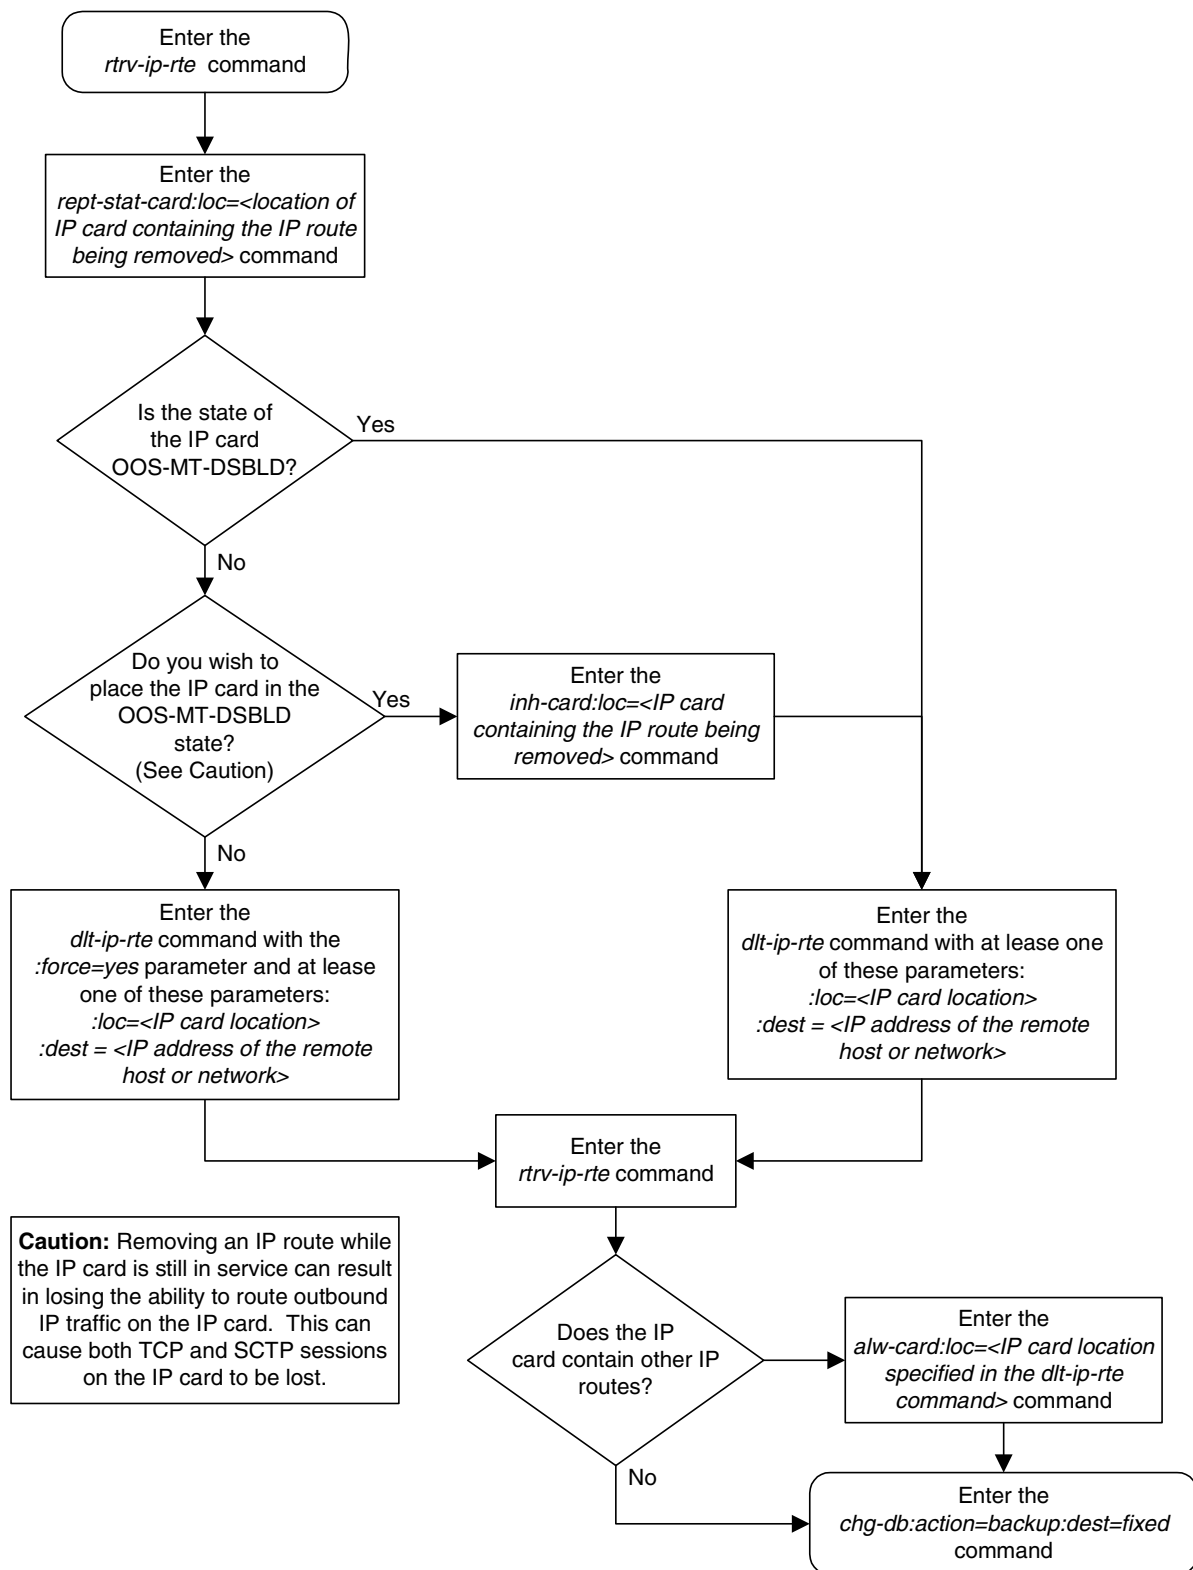 Enter the
rtrv-ip-rte command
Enter the
rept-stat-card:loc=<location of
IP card containing the IP route
being removed> command
Is the state of
the IP card
OOS-MT-DSBLD?
Yes
No
Do you wish to
place the IP card in the
OOS-MT-DSBLD
state?
(See Caution)
Yes
Enter the
inh-card:loc=<IP card
containing the IP route being
removed> command
No
Enter the
dlt-ip-rte command with the
:force=yes parameter and at lease
one of these parameters:
:loc=<IP card location>
:dest = <IP address of the remote
host or network>
Enter the
dlt-ip-rte command with at lease one
of these parameters:
:loc=<IP card location>
:dest = <IP address of the remote
host or network>
Enter the
rtrv-ip-rte command
Caution: Removing an IP route while
the IP card is still in service can result
in losing the ability to route outbound
IP traffic on the IP card. This can
cause both TCP and SCTP sessions
on the IP card to be lost.
Does the IP
card contain other IP
routes?
Enter the
alw-card:loc=<IP card location
specified in the dlt-ip-rte
command> command
No
Enter the
chg-db:action=backup:dest=fixed
command